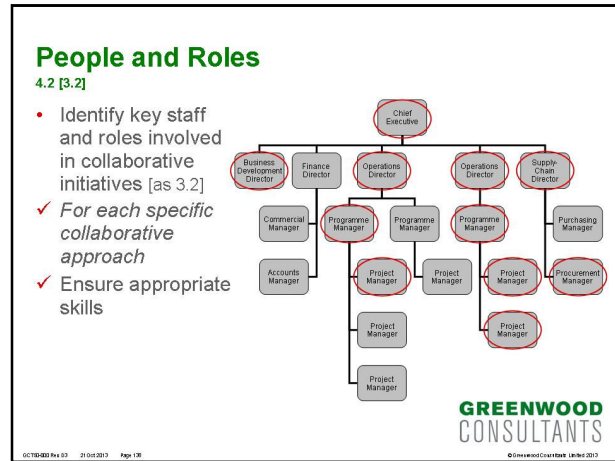 People and Roles
4.2 [3.2]
• Identify key staff
and roles involved
in collaborative
initiatives [as 3.2]
✓ For each specific
collaborative
approach
✓ Ensure appropriate
skills
Chief
Executive
Business
Development
Director
Finance
Director
Operations
Director
Operations
Director
Supply-
Chain
Director
Commercial
Manager
Programme
Manager
Programme
Manager
Programme
Manager
Purchasing
Manager
Accounts
Manager
Project
Manager
Project
Manager
Project
Manager
Procurement
Manager
Project
Manager
Project
Manager
Project
Manager
GREENWOOD
CONSULTANTS
21 Oct 2013
© Greenwood Consultants Limited 2013